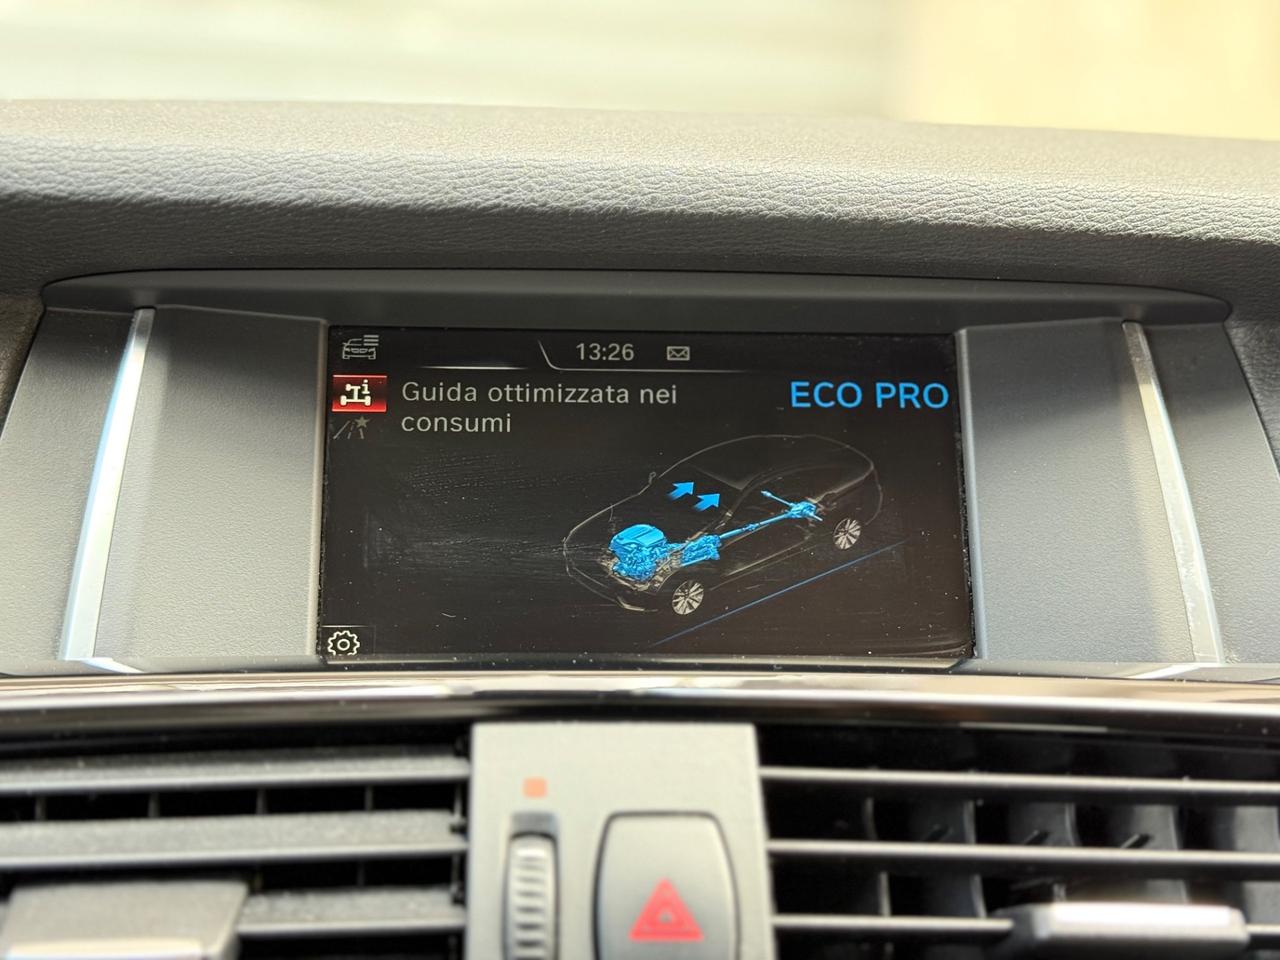 13:26
Guida ottimizzata nei
consumi
ECO PRO